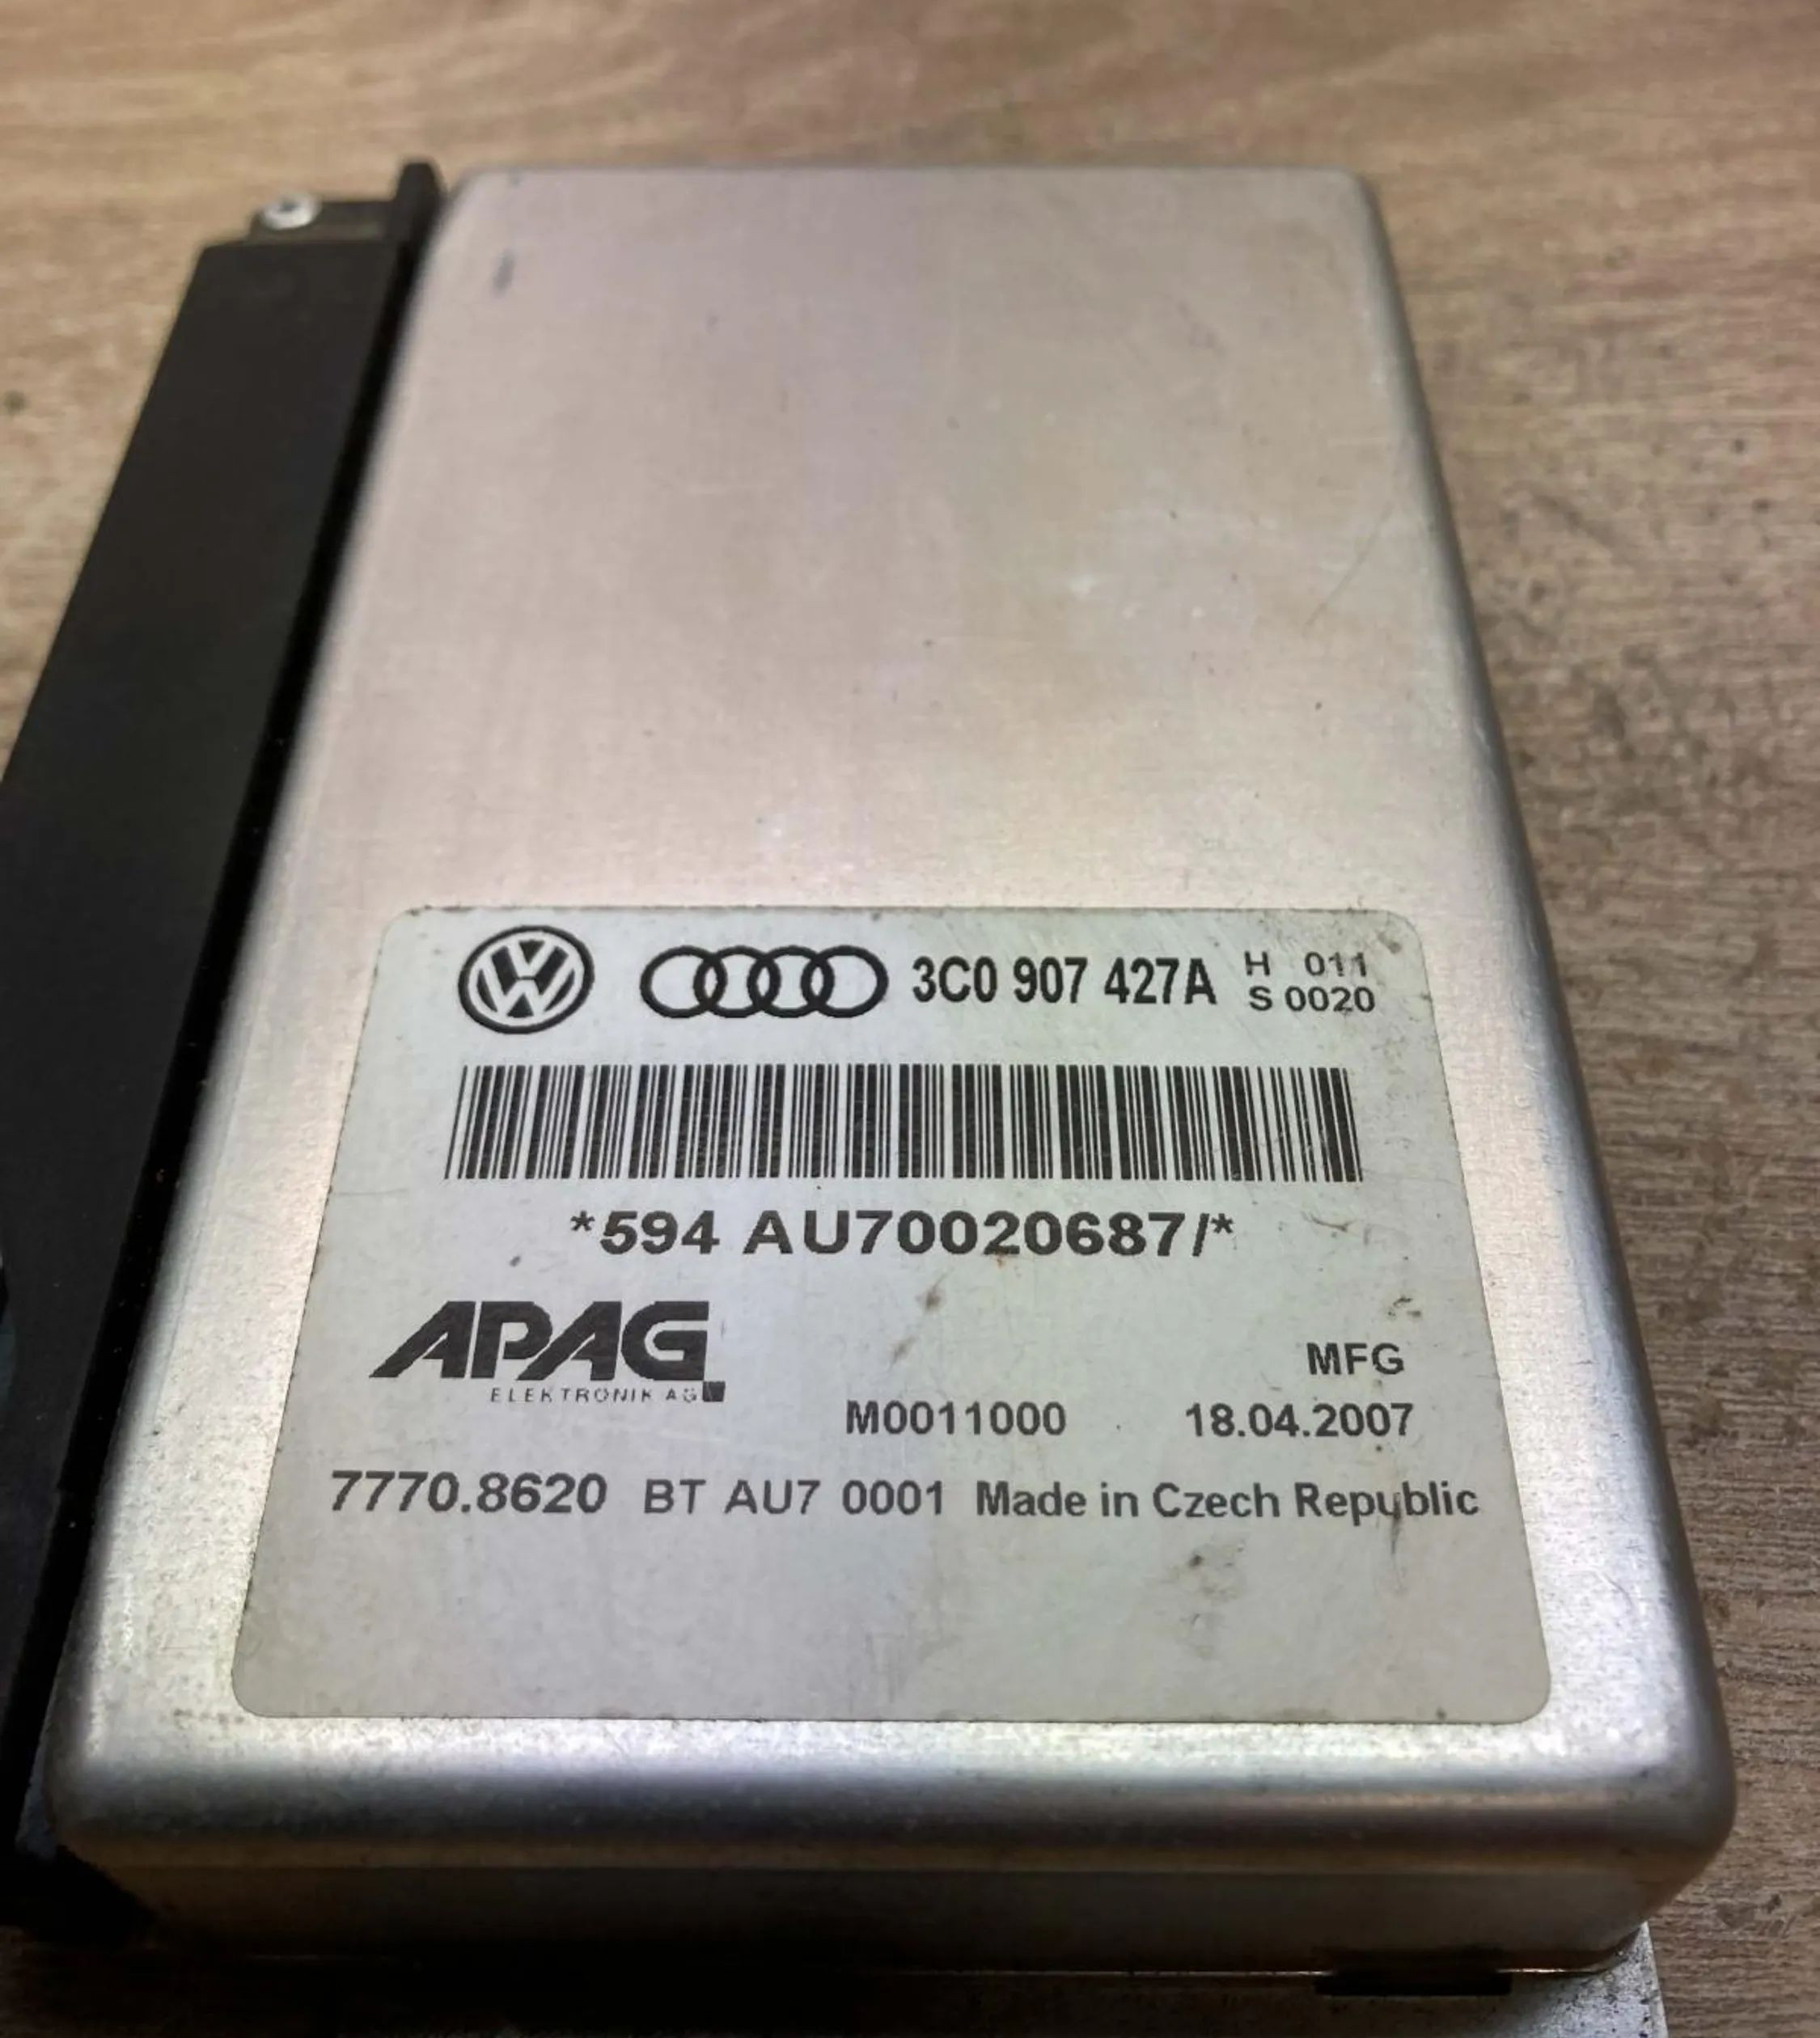 3C0 907 427A H 011
S 0020
*594 AU70020687/*
APAG
ELEKTRONIK AG
MFG
M0011000 18.04.2007
7770.8620 BT AU7 0001 Made in Czech Republic